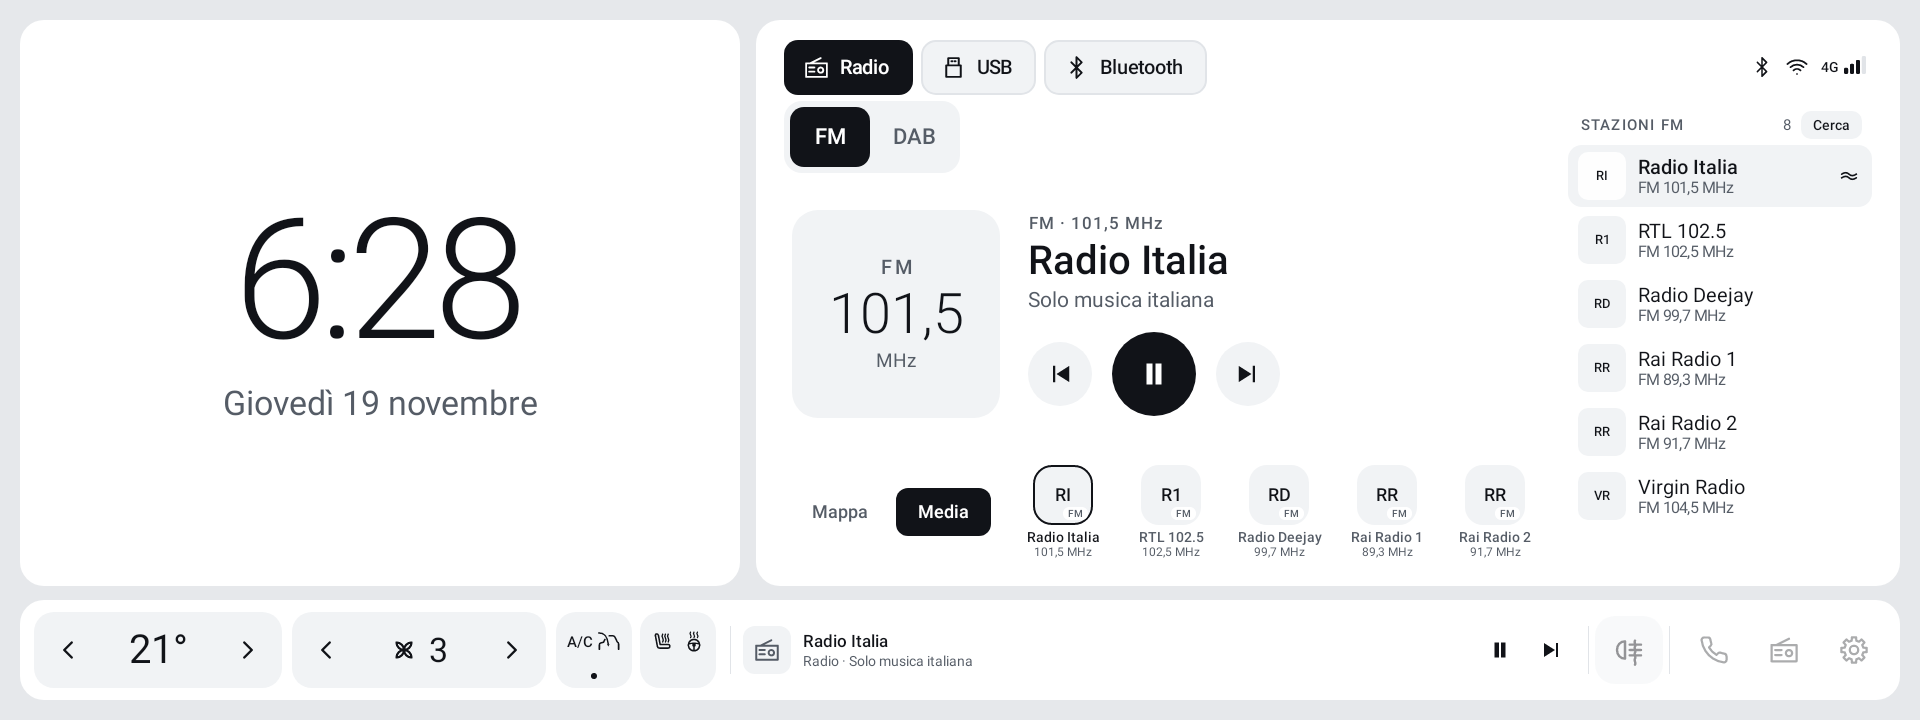 6:28
Giovedì 19 novembre
Radio
USB
Bluetooth
4G
FM
DAB
FM
101,5
MHz
FM · 101,5 MHz
Radio Italia
Solo musica italiana
Mappa
Media
RI
FM
Radio Italia
101,5 MHz
R1
FM
RTL 102.5
102,5 MHz
RD
FM
Radio Deejay
99,7 MHz
RR
FM
Rai Radio 1
89,3 MHz
RR
FM
Rai Radio 2
91,7 MHz
STAZIONI FM
8
Cerca
RI
Radio Italia
FM 101,5 MHz
R1
RTL 102.5
FM 102,5 MHz
RD
Radio Deejay
FM 99,7 MHz
RR
Rai Radio 1
FM 89,3 MHz
RR
Rai Radio 2
FM 91,7 MHz
VR
Virgin Radio
FM 104,5 MHz
21°
3
A/C
Radio Italia
Radio · Solo musica italiana